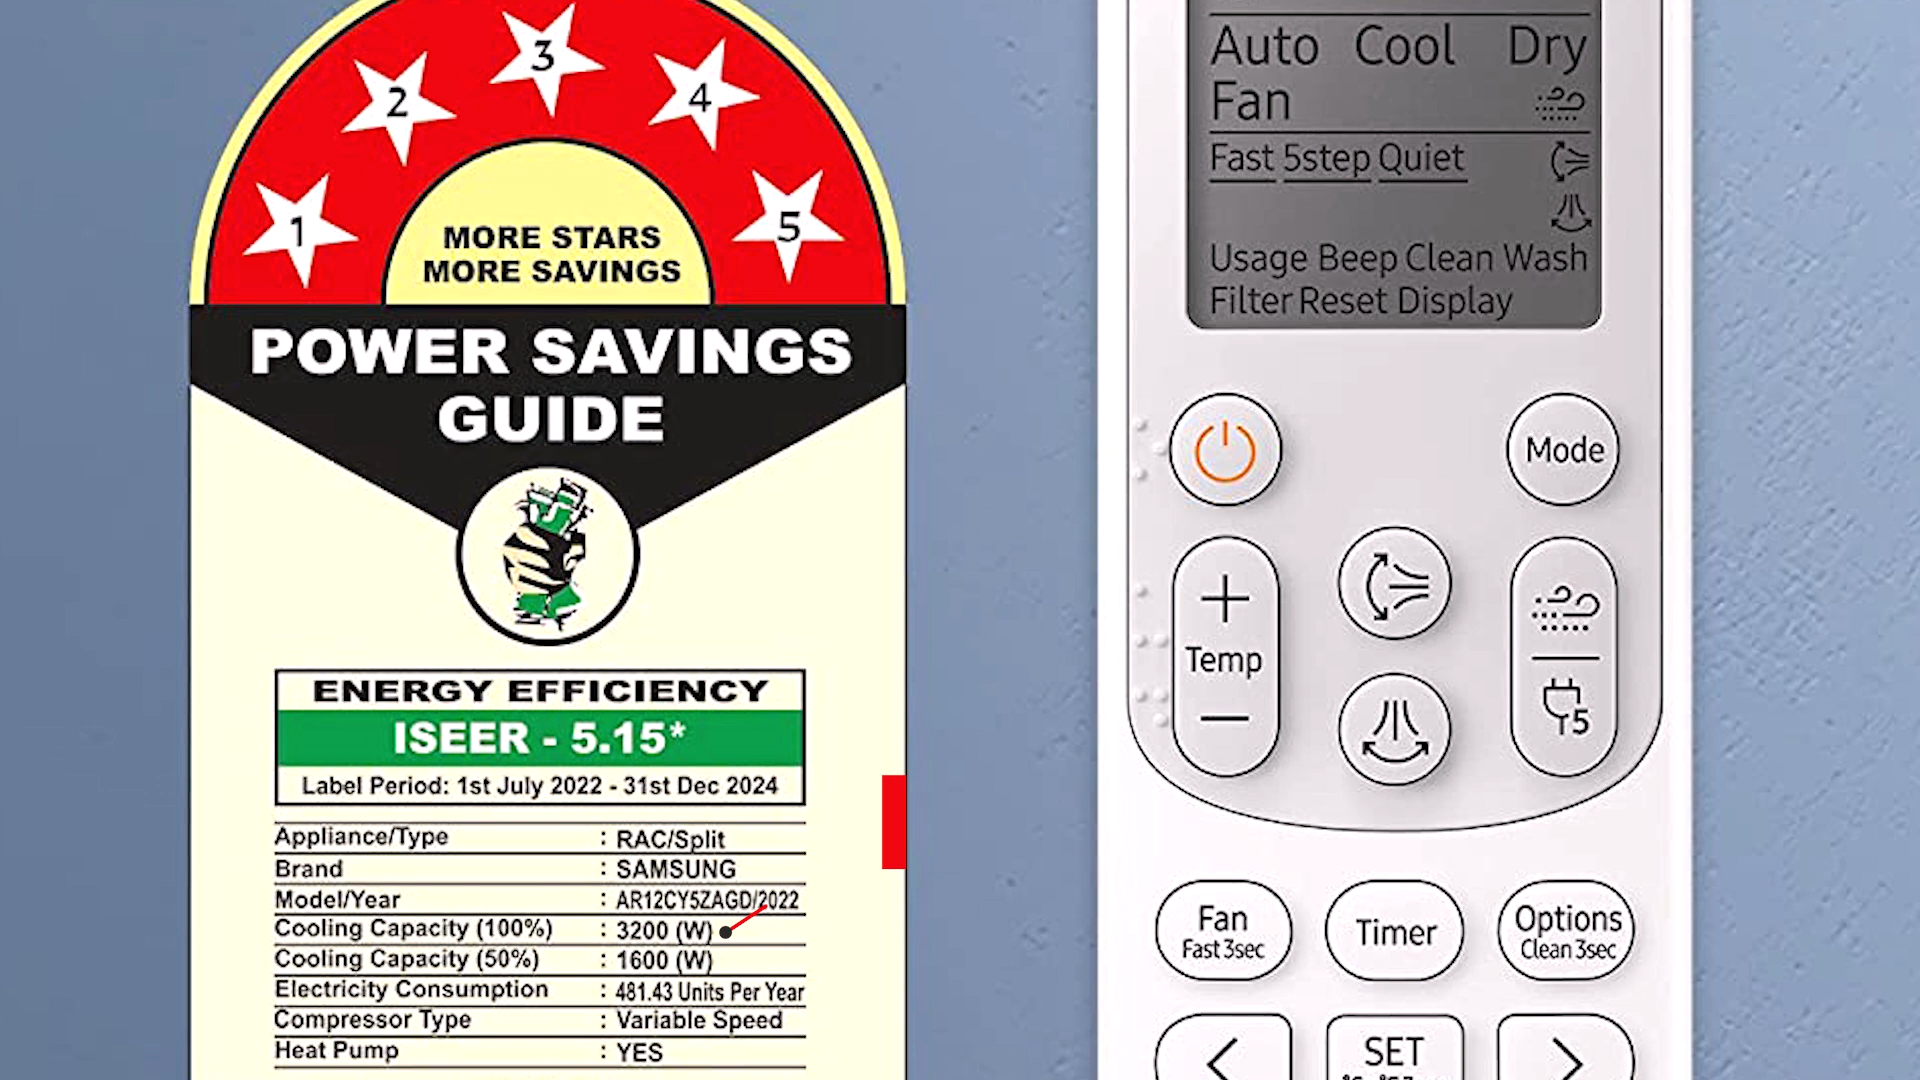 1
2
3
4
5
MORE STARS
MORE SAVINGS
POWER SAVINGS
GUIDE
ENERGY EFFICIENCY
ISEER - 5.15*
Label Period: 1st July 2022 - 31st Dec 2024
Appliance/Type : RAC/Split
Brand : SAMSUNG
Model/Year : AR12CY5ZAGD/2022
Cooling Capacity (100%) : 3200 (W)
Cooling Capacity (50%) : 1600 (W)
Electricity Consumption : 481.43 Units Per Year
Compressor Type : Variable Speed
Heat Pump : YES
Auto Cool Dry
Fan
Fast 5step Quiet
Usage Beep Clean Wash
Filter Reset Display
Mode
+
Temp
−
5
Fan
Fast 3sec
Timer
Options
Clean 3sec
<
SET
>